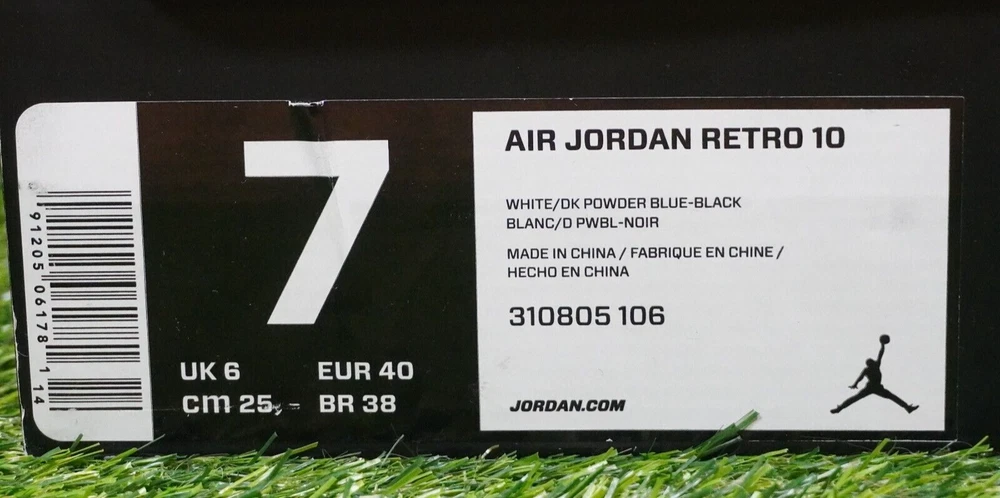 91205 06178 1 14
7
UK 6 EUR 40
cm 25,- BR 38
AIR JORDAN RETRO 10
WHITE/DK POWDER BLUE-BLACK
BLANC/D PWBL-NOIR
MADE IN CHINA / FABRIQUE EN CHINE /
HECHO EN CHINA
310805 106
JORDAN.COM